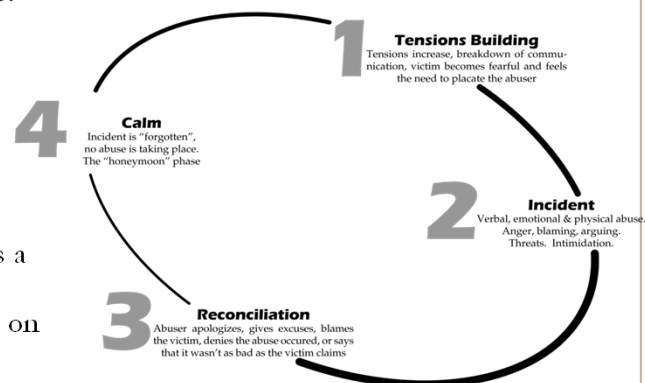 1
Tensions Building
Tensions increase, breakdown of commu-
nication, victim becomes fearful and feels
the need to placate the abuser
2
Incident
Verbal, emotional & physical abuse.
Anger, blaming, arguing.
Threats. Intimidation.
3
Reconciliation
Abuser apologizes, gives excuses, blames
the victim, denies the abuse occured, or says
that it wasn't as bad as the victim claims
4
Calm
Incident is "forgotten",
no abuse is taking place.
The "honeymoon" phase
a
on